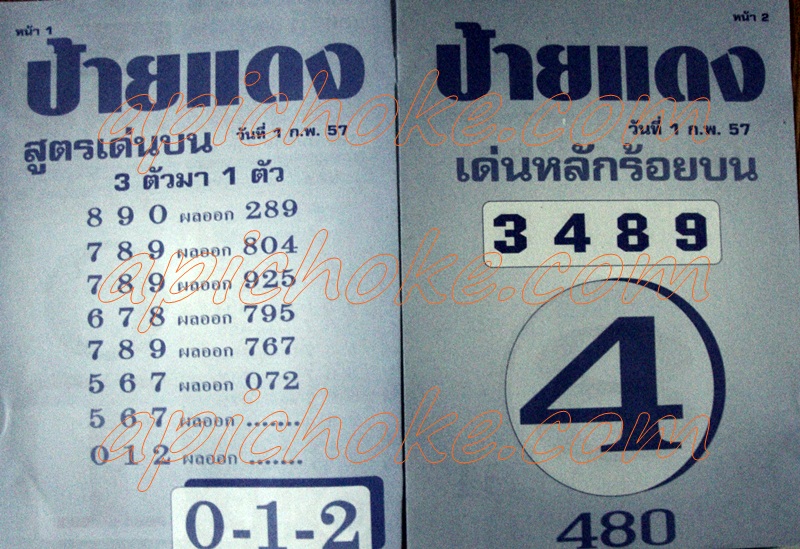 หน้า 1
ป้ายแดง
สูตรเด่นบน วันที่ 1 ก.พ. 57
3 ตัวมา 1 ตัว
8 9 0 ผลออก 289
7 8 9 ผลออก 804
7 8 9 ผลออก 925
6 7 8 ผลออก 795
7 8 9 ผลออก 767
5 6 7 ผลออก 072
5 6 7 ผลออก .......
0 1 2 ผลออก .......
0-1-2
หน้า 2
ป้ายแดง
วันที่ 1 ก.พ. 57
เด่นหลักร้อยบน
3 4 8 9
4
480
apichoke.com
apichoke.com
apichoke.com